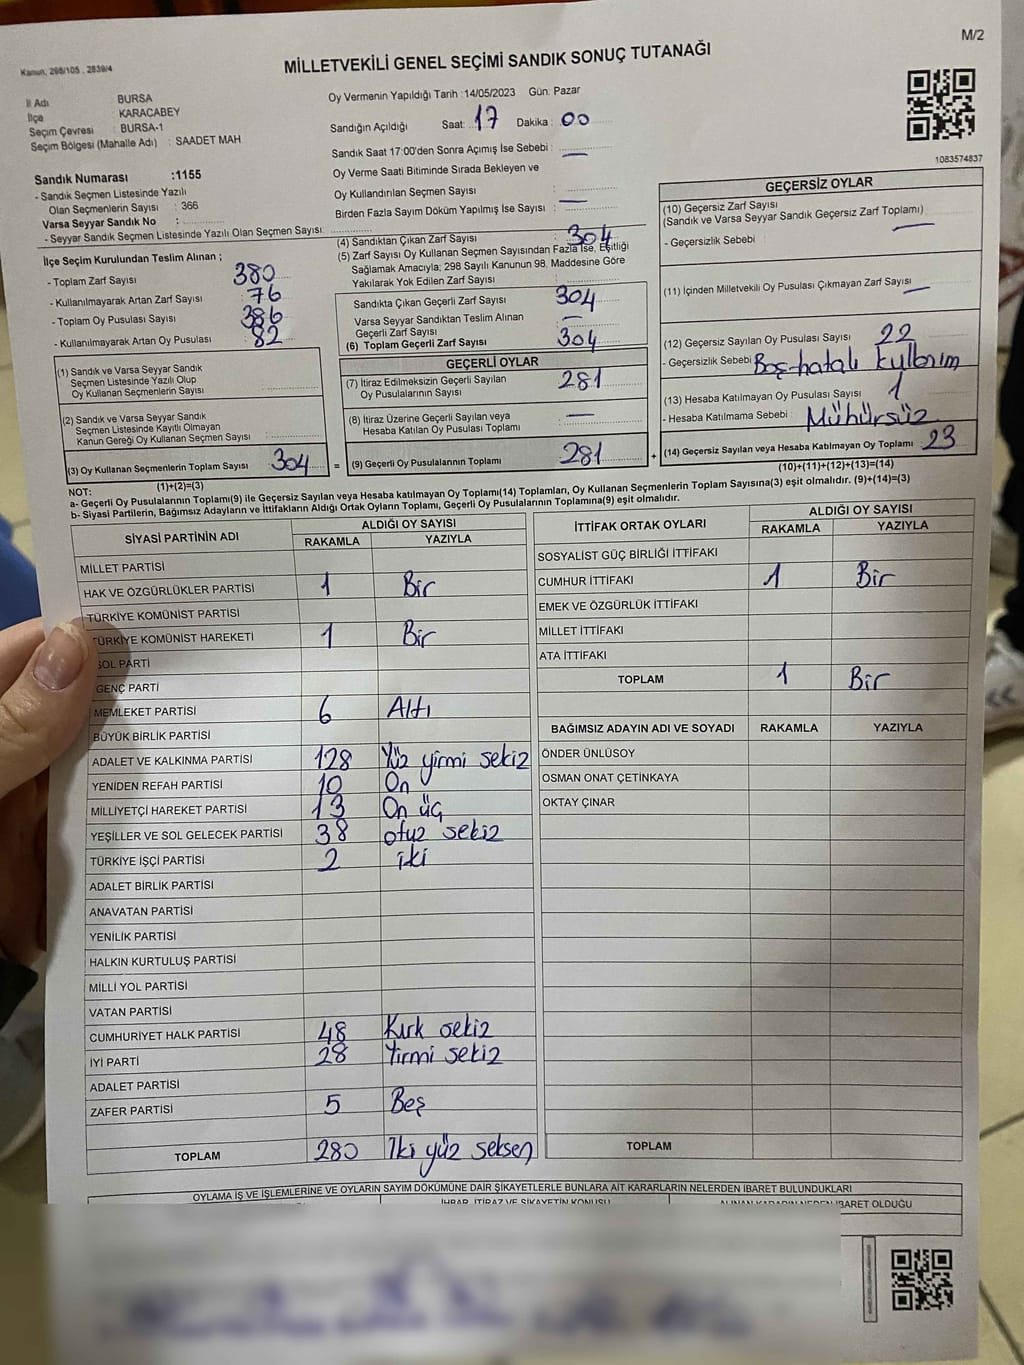 M/2
Kanun, 298/105 , 2839/4
MİLLETVEKİLİ GENEL SEÇİMİ SANDIK SONUÇ TUTANAĞI
İl Adı BURSA
İlçe KARACABEY
Seçim Çevresi : BURSA-1
Seçim Bölgesi (Mahalle Adı) : SAADET MAH
Oy Vermenin Yapıldığı Tarih :14/05/2023 Gün: Pazar
Sandığın Açıldığı Saat: 17 Dakika : 00
Sandık Saat 17:00'den Sonra Açımış İse Sebebi : —
Oy Verme Saati Bitiminde Sırada Bekleyen ve
Oy Kullandırılan Seçmen Sayısı : —
Birden Fazla Sayım Döküm Yapılmış İse Sayısı :
1083574837
Sandık Numarası :1155
- Sandık Seçmen Listesinde Yazılı
Olan Seçmenlerin Sayısı : 366
Varsa Seyyar Sandık No :
- Seyyar Sandık Seçmen Listesinde Yazılı Olan Seçmen Sayısı:
İlçe Seçim Kurulundan Teslim Alınan ;
- Toplam Zarf Sayısı 380
- Kullanılmayarak Artan Zarf Sayısı : 76
- Toplam Oy Pusulası Sayısı : 386
- Kullanılmayarak Artan Oy Pusulası : 82
(1) Sandık ve Varsa Seyyar Sandık
Seçmen Listesinde Yazılı Olup
Oy Kullanan Seçmenlerin Sayısı :
(2) Sandık ve Varsa Seyyar Sandık
Seçmen Listesinde Kayıtlı Olmayan
Kanun Gereği Oy Kullanan Seçmen Sayısı :
(3) Oy Kullanan Seçmenlerin Toplam Sayısı 304
(1)+(2)=(3)
(4) Sandıktan Çıkan Zarf Sayısı : 304
(5) Zarf Sayısı Oy Kullanan Seçmen Sayısından Fazla İse, Eşitliği
Sağlamak Amacıyla; 298 Sayılı Kanunun 98. Maddesine Göre
Yakılarak Yok Edilen Zarf Sayısı :
Sandıkta Çıkan Geçerli Zarf Sayısı 304
Varsa Seyyar Sandıktan Teslim Alınan
Geçerli Zarf Sayısı : —
(6) Toplam Geçerli Zarf Sayısı : 304
GEÇERLİ OYLAR
(7) İtiraz Edilmeksizin Geçerli Sayılan
Oy Pusulalarının Sayısı : 281
(8) İtiraz Üzerine Geçerli Sayılan veya
Hesaba Katılan Oy Pusulası Toplamı —
= (9) Geçerli Oy Pusulalarının Toplamı 281 +
GEÇERSİZ OYLAR
(10) Geçersiz Zarf Sayısı
(Sandık ve Varsa Seyyar Sandık Geçersiz Zarf Toplamı) —
- Geçersizlik Sebebi :
(11) İçinden Milletvekili Oy Pusulası Çıkmayan Zarf Sayısı —
(12) Geçersiz Sayılan Oy Pusulası Sayısı : 22
- Geçersizlik Sebebi : Boş-hatalı
(13) Hesaba Katılmayan Oy Pusulası Sayısı : 1
- Hesaba Katılmama Sebebi : Mühürsüz
(14) Geçersiz Sayılan veya Hesaba Katılmayan Oy Toplamı 23
(10)+(11)+(12)+(13)=(14)
NOT:
a- Geçerli Oy Pusulalarının Toplamı(9) ile Geçersiz Sayılan veya Hesaba katılmayan Oy Toplamı(14) Toplamları, Oy Kullanan Seçmenlerin Toplam Sayısına(3) eşit olmalıdır. (9)+(14)=(3)
b- Siyasi Partilerin, Bağımsız Adayların ve İttifakların Aldığı Ortak Oyların Toplamı, Geçerli Oy Pusulalarının Toplamına(9) eşit olmalıdır.
SİYASİ PARTİNİN ADI ALDIĞI OY SAYISI
RAKAMLA YAZIYLA
MİLLET PARTİSİ
HAK VE ÖZGÜRLÜKLER PARTİSİ 1 Bir
TÜRKİYE KOMÜNİST PARTİSİ
TÜRKİYE KOMÜNİST HAREKETİ 1 Bir
SOL PARTİ
GENÇ PARTİ
MEMLEKET PARTİSİ 6 Altı
BÜYÜK BİRLİK PARTİSİ
ADALET VE KALKINMA PARTİSİ 128 Yüz yirmi sekiz
YENİDEN REFAH PARTİSİ 10 On
MİLLİYETÇİ HAREKET PARTİSİ 13 On üç
YEŞİLLER VE SOL GELECEK PARTİSİ 38 otuz sekiz
TÜRKİYE İŞÇİ PARTİSİ 2 iki
ADALET BİRLİK PARTİSİ
ANAVATAN PARTİSİ
YENİLİK PARTİSİ
HALKIN KURTULUŞ PARTİSİ
MİLLİ YOL PARTİSİ
VATAN PARTİSİ
CUMHURİYET HALK PARTİSİ 48 Kırk sekiz
İYİ PARTİ 28 Yirmi sekiz
ADALET PARTİSİ
ZAFER PARTİSİ 5 Beş
TOPLAM 280 İki yüz seksen
İTTİFAK ORTAK OYLARI ALDIĞI OY SAYISI
RAKAMLA YAZIYLA
SOSYALİST GÜÇ BİRLİĞİ İTTİFAKI
CUMHUR İTTİFAKI 1 Bir
EMEK VE ÖZGÜRLÜK İTTİFAKI
MİLLET İTTİFAKI
ATA İTTİFAKI
TOPLAM 1 Bir
BAĞIMSIZ ADAYIN ADI VE SOYADI RAKAMLA YAZIYLA
ÖNDER ÜNLÜSOY
OSMAN ONAT ÇETİNKAYA
OKTAY ÇINAR
TOPLAM
OYLAMA İŞ VE İŞLEMLERİNE VE OYLARIN SAYIM DÖKÜMÜNE DAİR ŞİKAYETLERLE BUNLARA AİT KARARLARIN NELERDEN İBARET BULUNDUKLARI
İHBAR, İTİRAZ VE ŞİKAYETİN KONUSU ALINAN KARARIN NEDEN İBARET OLDUĞU